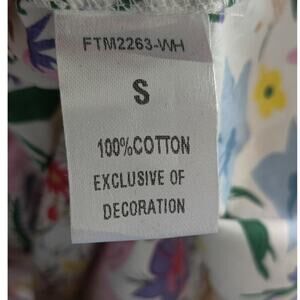 FTM2263-WH
S
100%COTTON
EXCLUSIVE OF
DECORATION